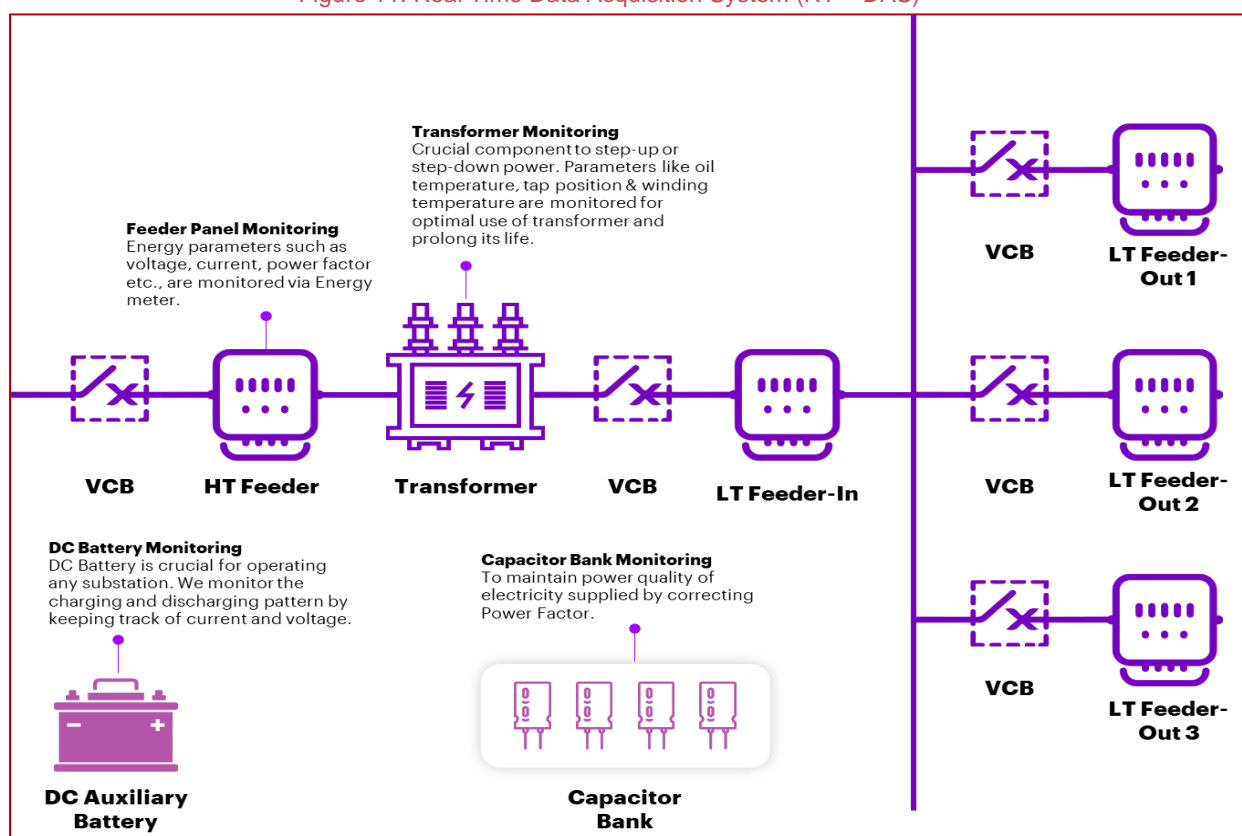 Transformer Monitoring
Crucial component to step-up or
step-down power. Parameters like oil
temperature, tap position & winding
temperature are monitored for
optimal use of transformer and
prolong its life.
Feeder Panel Monitoring
Energy parameters such as
voltage, current, power factor
etc., are monitored via Energy
meter.
VCB
LT Feeder-
Out 1
VCB
HT Feeder
Transformer
VCB
LT Feeder-In
VCB
LT Feeder-
Out 2
DC Battery Monitoring
DC Battery is crucial for operating
any substation. We monitor the
charging and discharging pattern by
keeping track of current and voltage.
Capacitor Bank Monitoring
To maintain power quality of
electricity supplied by correcting
Power Factor.
VCB
LT Feeder-
Out 3
DC Auxiliary
Battery
Capacitor
Bank